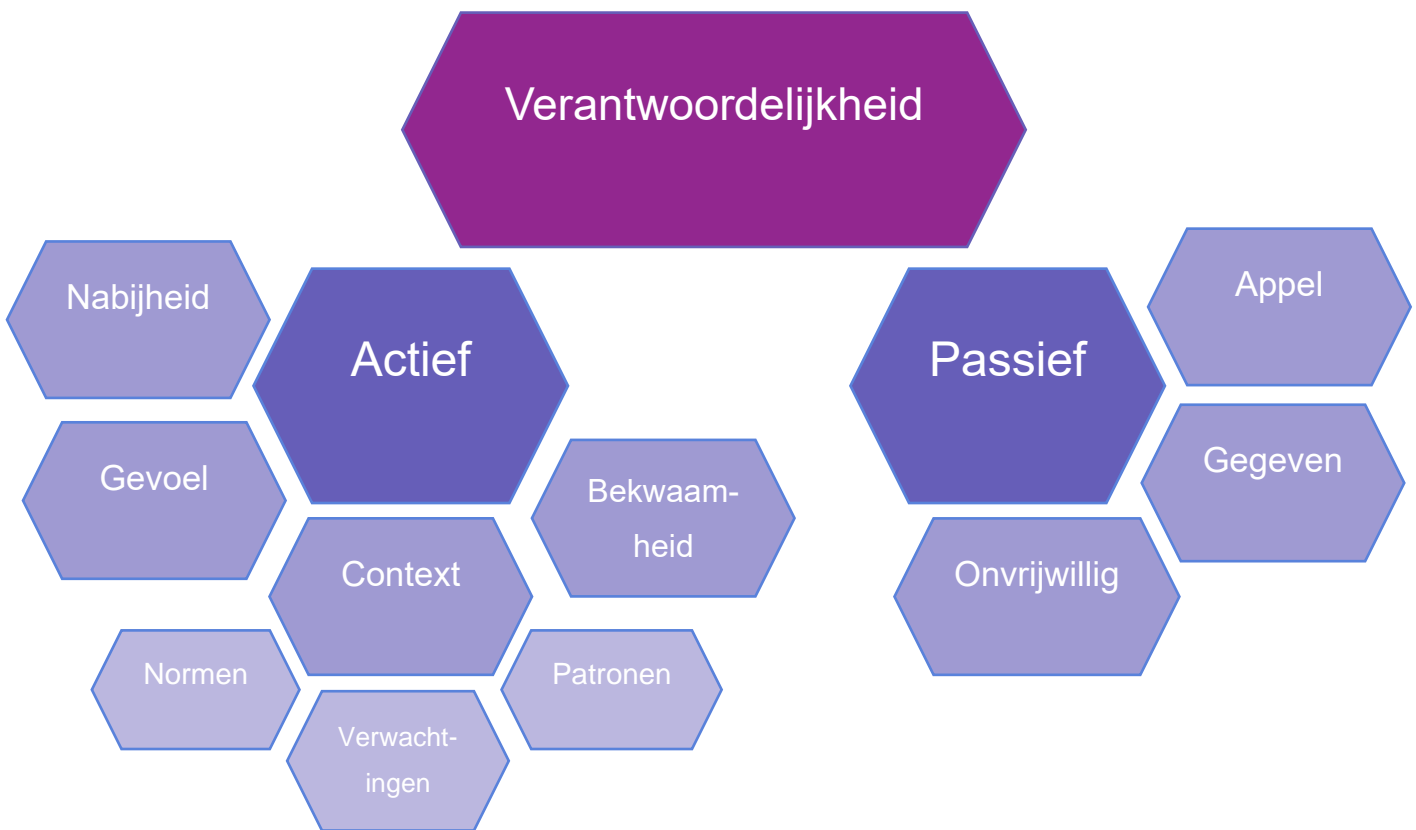 Verantwoordelijkheid
Nabijheid
Actief
Gevoel
Bekwaam-
heid
Context
Normen
Patronen
Verwacht-
ingen
Passief
Appel
Gegeven
Onvrijwillig